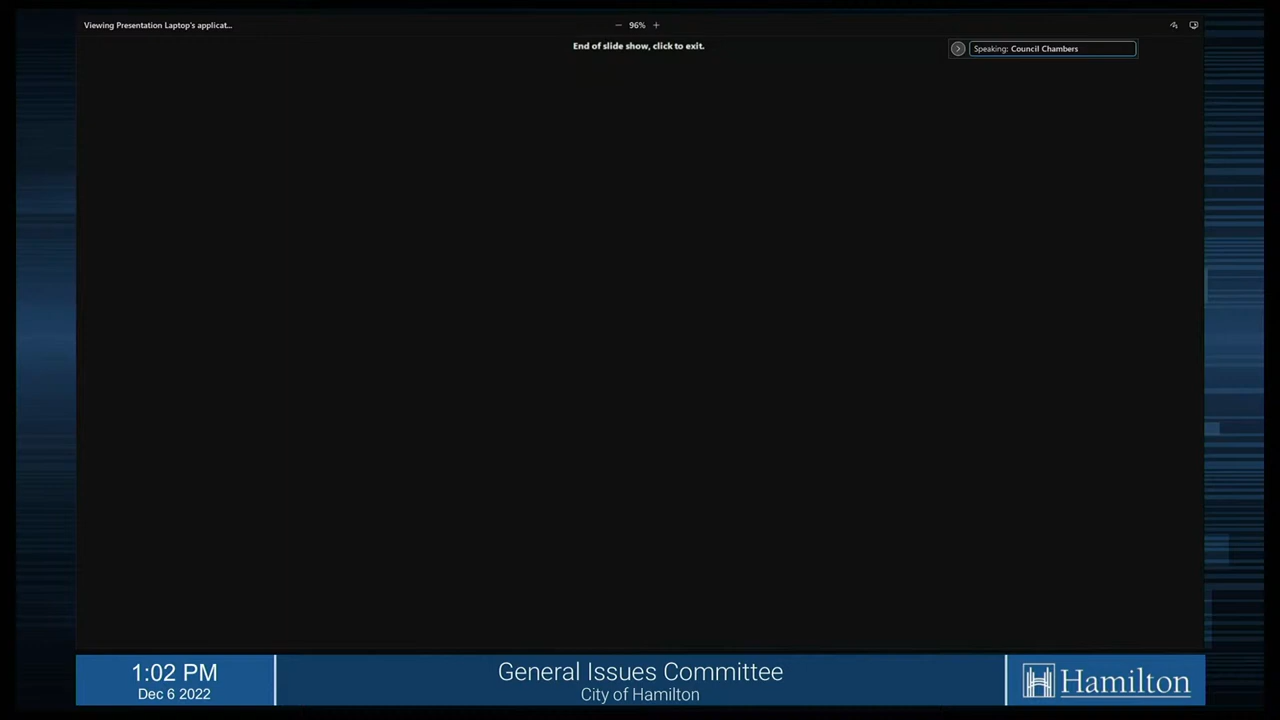 Viewing Presentation Laptop's applicat...
96%
End of slide show, click to exit.
Speaking: Council Chambers
1:02 PM
Dec 6 2022
General Issues Committee
City of Hamilton
Hamilton